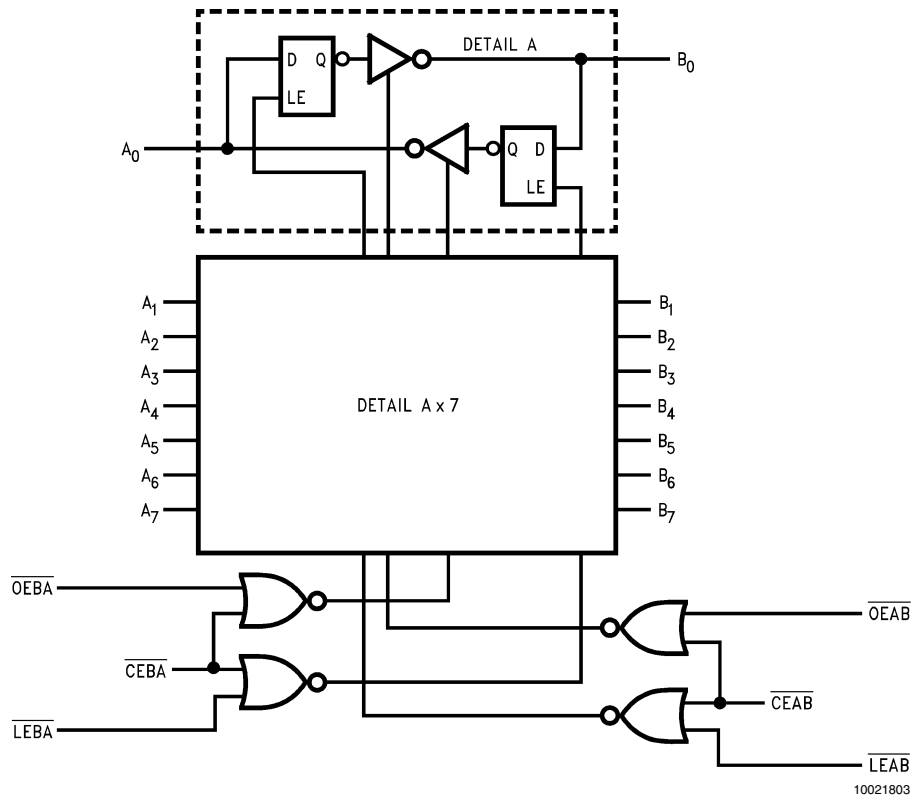 DETAIL A
D Q
LE
B0
A0
Q D
LE
A1 B1
A2 B2
A3 B3
A4 B4
DETAIL A x 7
A5 B5
A6 B6
A7 B7
OEBA
OEAB
CEBA
CEAB
LEBA
LEAB
10021803